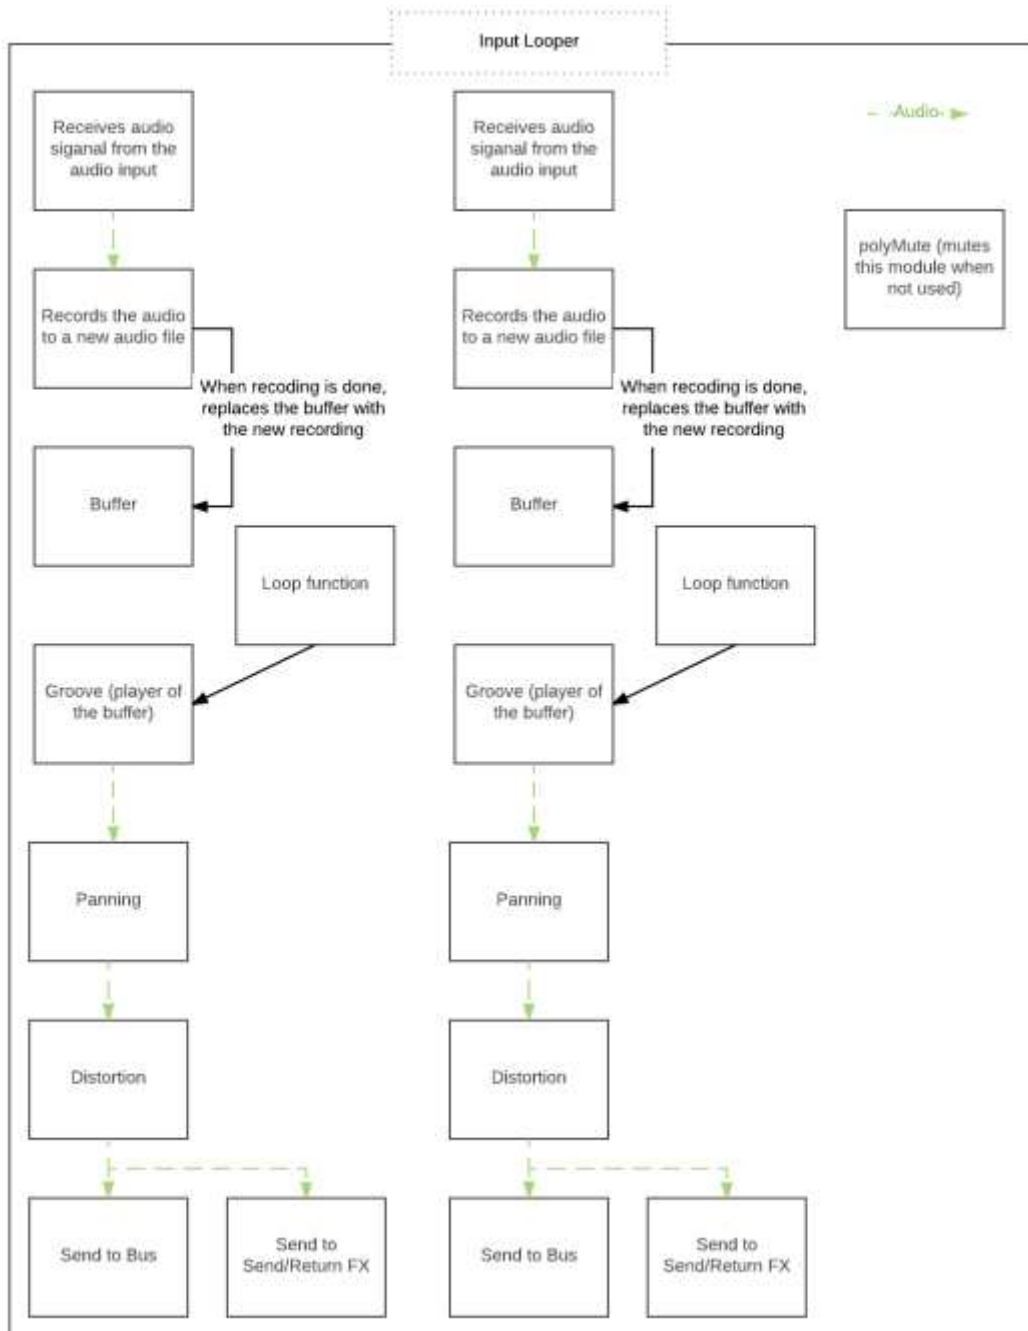 Input Looper
Receives audio
siganal from the
audio input
Receives audio
siganal from the
audio input
Audio
polyMute (mutes
this module when
not used)
Records the audio
to a new audio file
Records the audio
to a new audio file
When recoding is done,
replaces the buffer with
the new recording
When recoding is done,
replaces the buffer with
the new recording
Buffer
Buffer
Loop function
Loop function
Groove (player of
the buffer)
Groove (player of
the buffer)
Panning
Panning
Distortion
Distortion
Send to Bus
Send to
Send/Return FX
Send to Bus
Send to
Send/Return FX